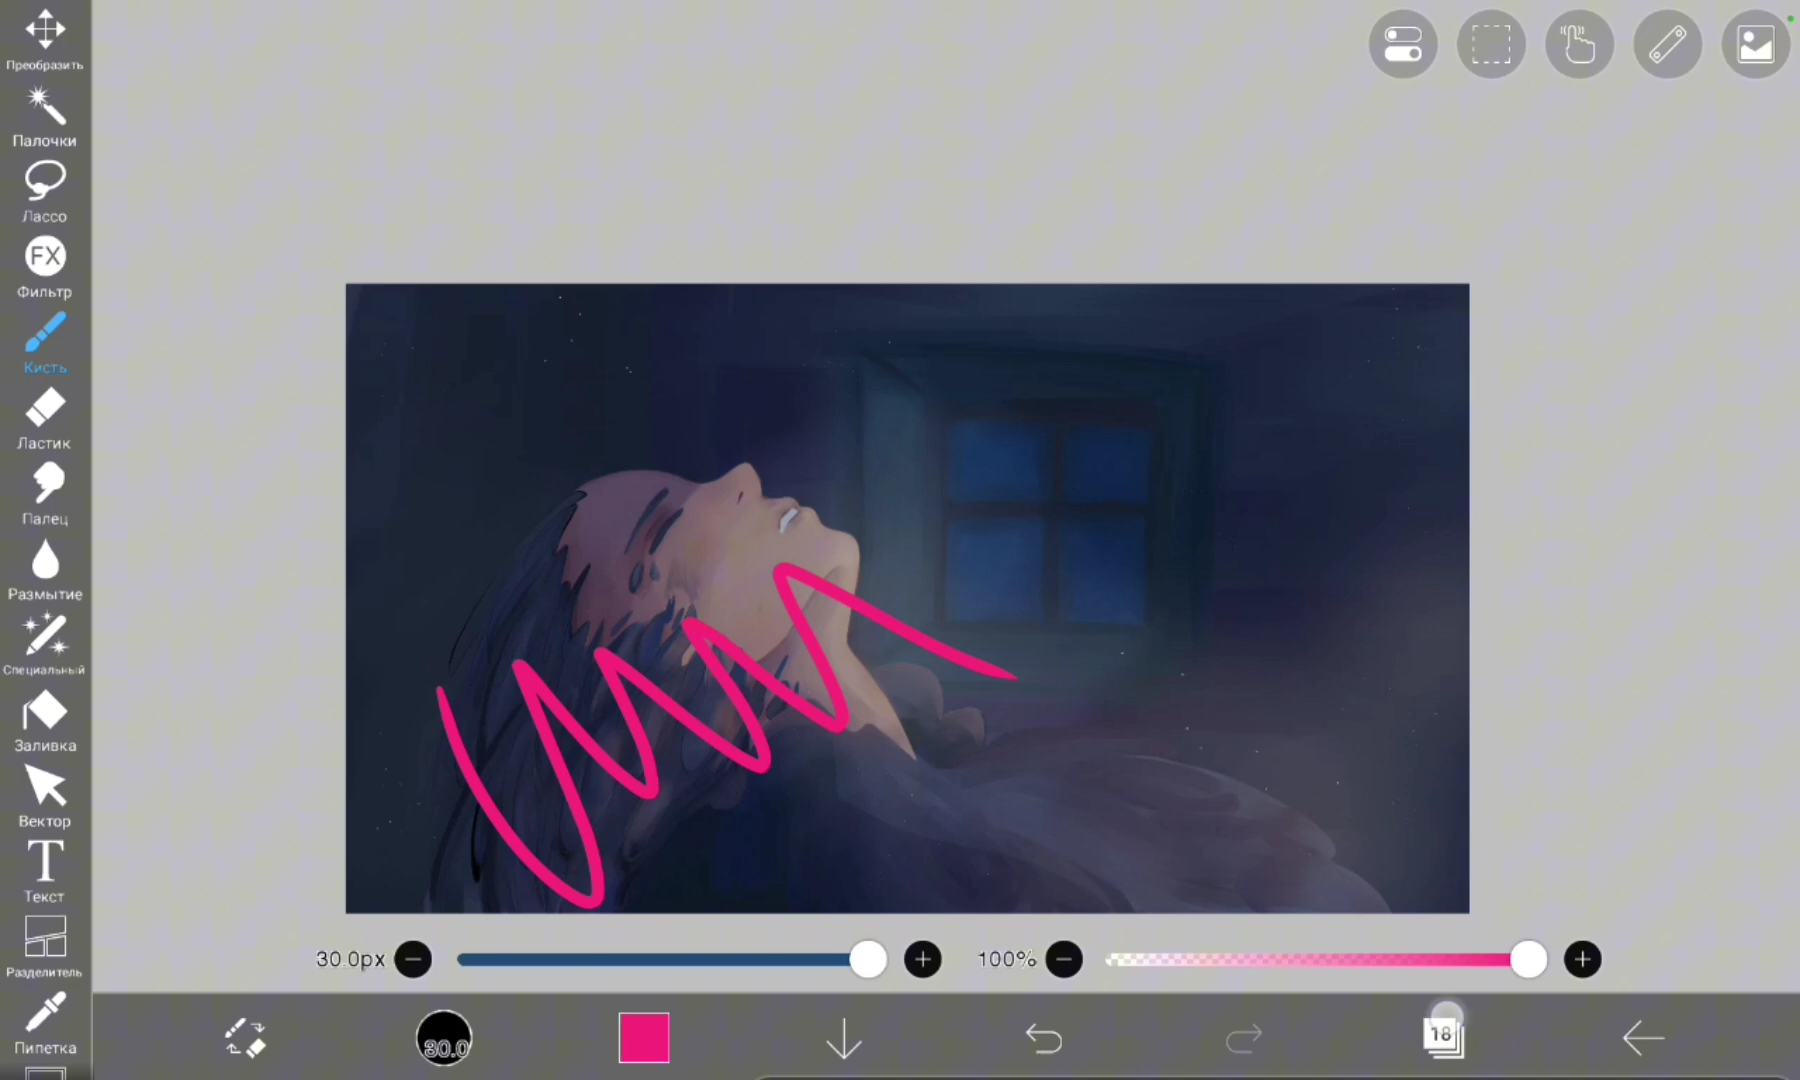 Преобразить
Палочки
Лассо
FX
Фильтр
Кисть
Ластик
Палец
Размытие
Специальный
Заливка
Вектор
T
Текст
Разделитель
Пипетка
30.0px
100%
30.0
18